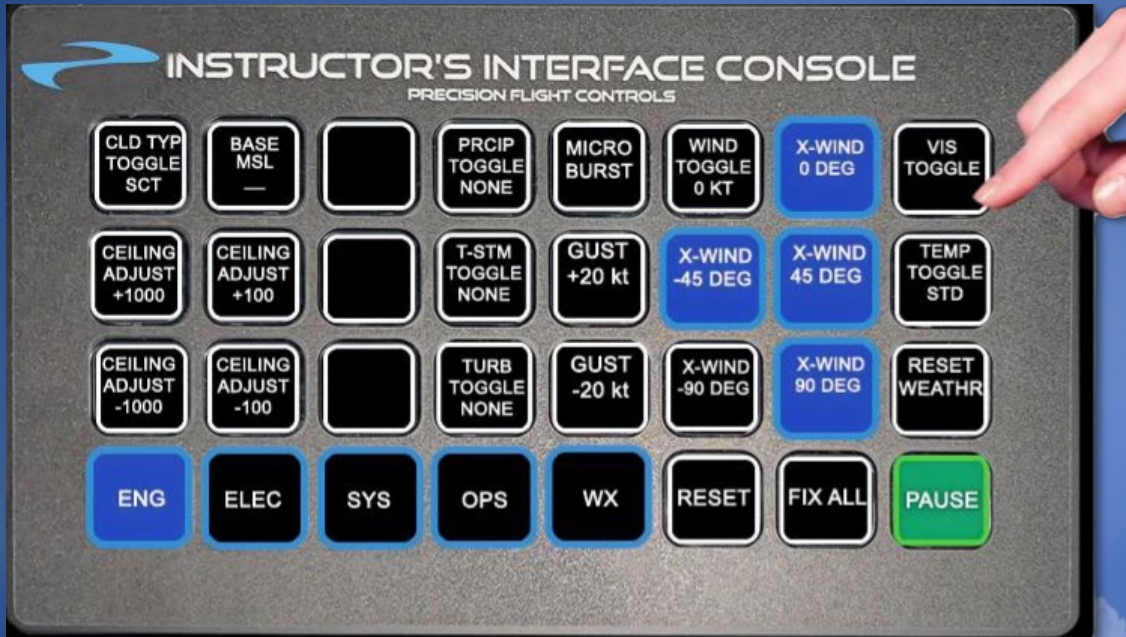 INSTRUCTOR'S INTERFACE CONSOLE
PRECISION FLIGHT CONTROLS
CLD TYP
TOGGLE
SCT
BASE
MSL
__
PRCIP
TOGGLE
NONE
MICRO
BURST
WIND
TOGGLE
0 KT
X-WIND
0 DEG
VIS
TOGGLE
CEILING
ADJUST
+1000
CEILING
ADJUST
+100
T-STM
TOGGLE
NONE
GUST
+20 kt
X-WIND
-45 DEG
X-WIND
45 DEG
TEMP
TOGGLE
STD
CEILING
ADJUST
-1000
CEILING
ADJUST
-100
TURB
TOGGLE
NONE
GUST
-20 kt
X-WIND
-90 DEG
X-WIND
90 DEG
RESET
WEATHR
ENG
ELEC
SYS
OPS
WX
RESET
FIX ALL
PAUSE